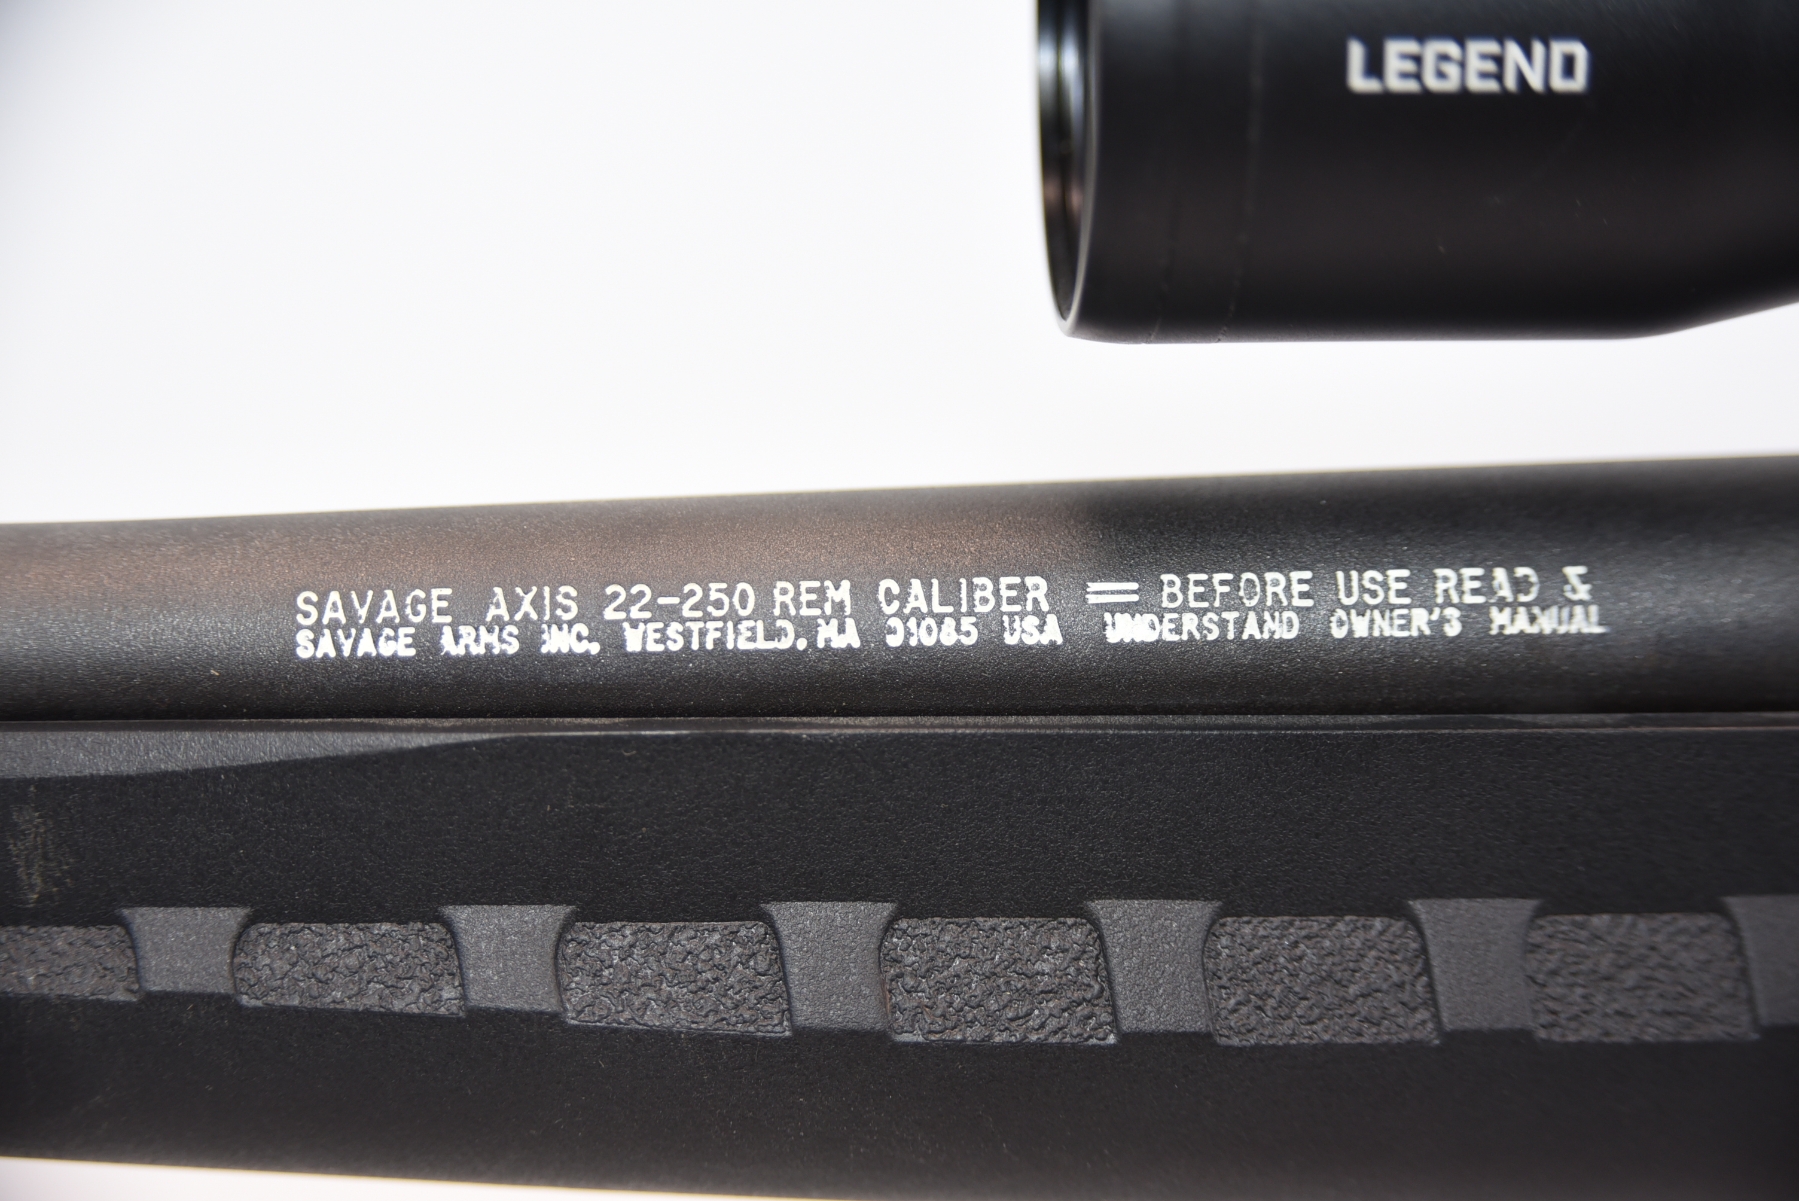 LEGEND
SAVAGE AXIS 22-250 REM CALIBER = BEFORE USE READ &
SAVAGE ARMS INC. WESTFIELD, MA 01085 USA UNDERSTAND OWNER'S MANUAL